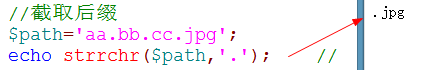 //截取后缀
$path='aa.bb.cc.jpg';
echo strrchr($path,'.'); //
.jpg